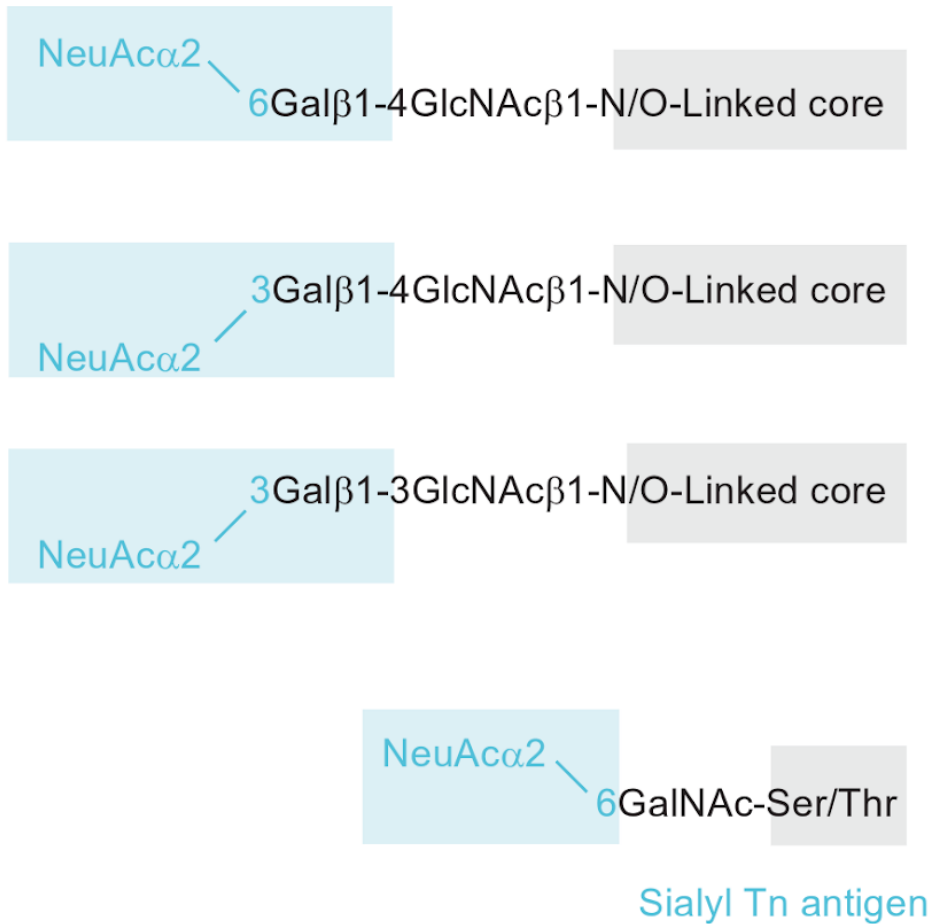 NeuAcα2
6Galβ1-4GlcNAcβ1-N/O-Linked core
3Galβ1-4GlcNAcβ1-N/O-Linked core
NeuAcα2
3Galβ1-3GlcNAcβ1-N/O-Linked core
NeuAcα2
NeuAcα2
6GalNAc-Ser/Thr
Sialyl Tn antigen